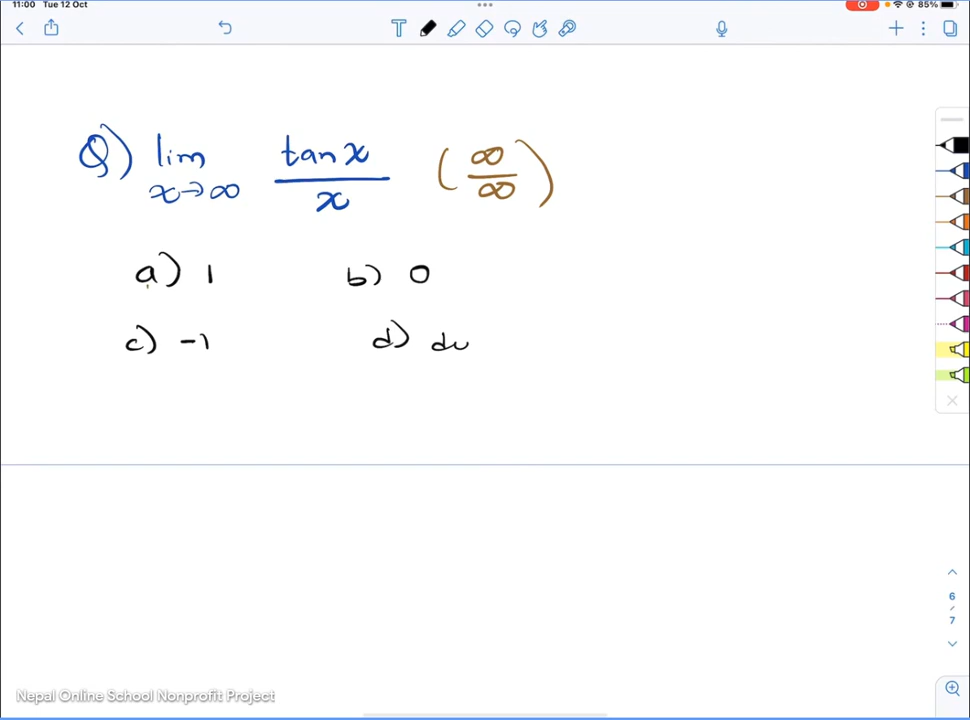 11:00 Tue 12 Oct 85%
T
Q) lim x→∞ tan x / x (∞/∞)
a) 1 b) 0
c) -1 d) du
6
7
Nepal Online School Nonprofit Project